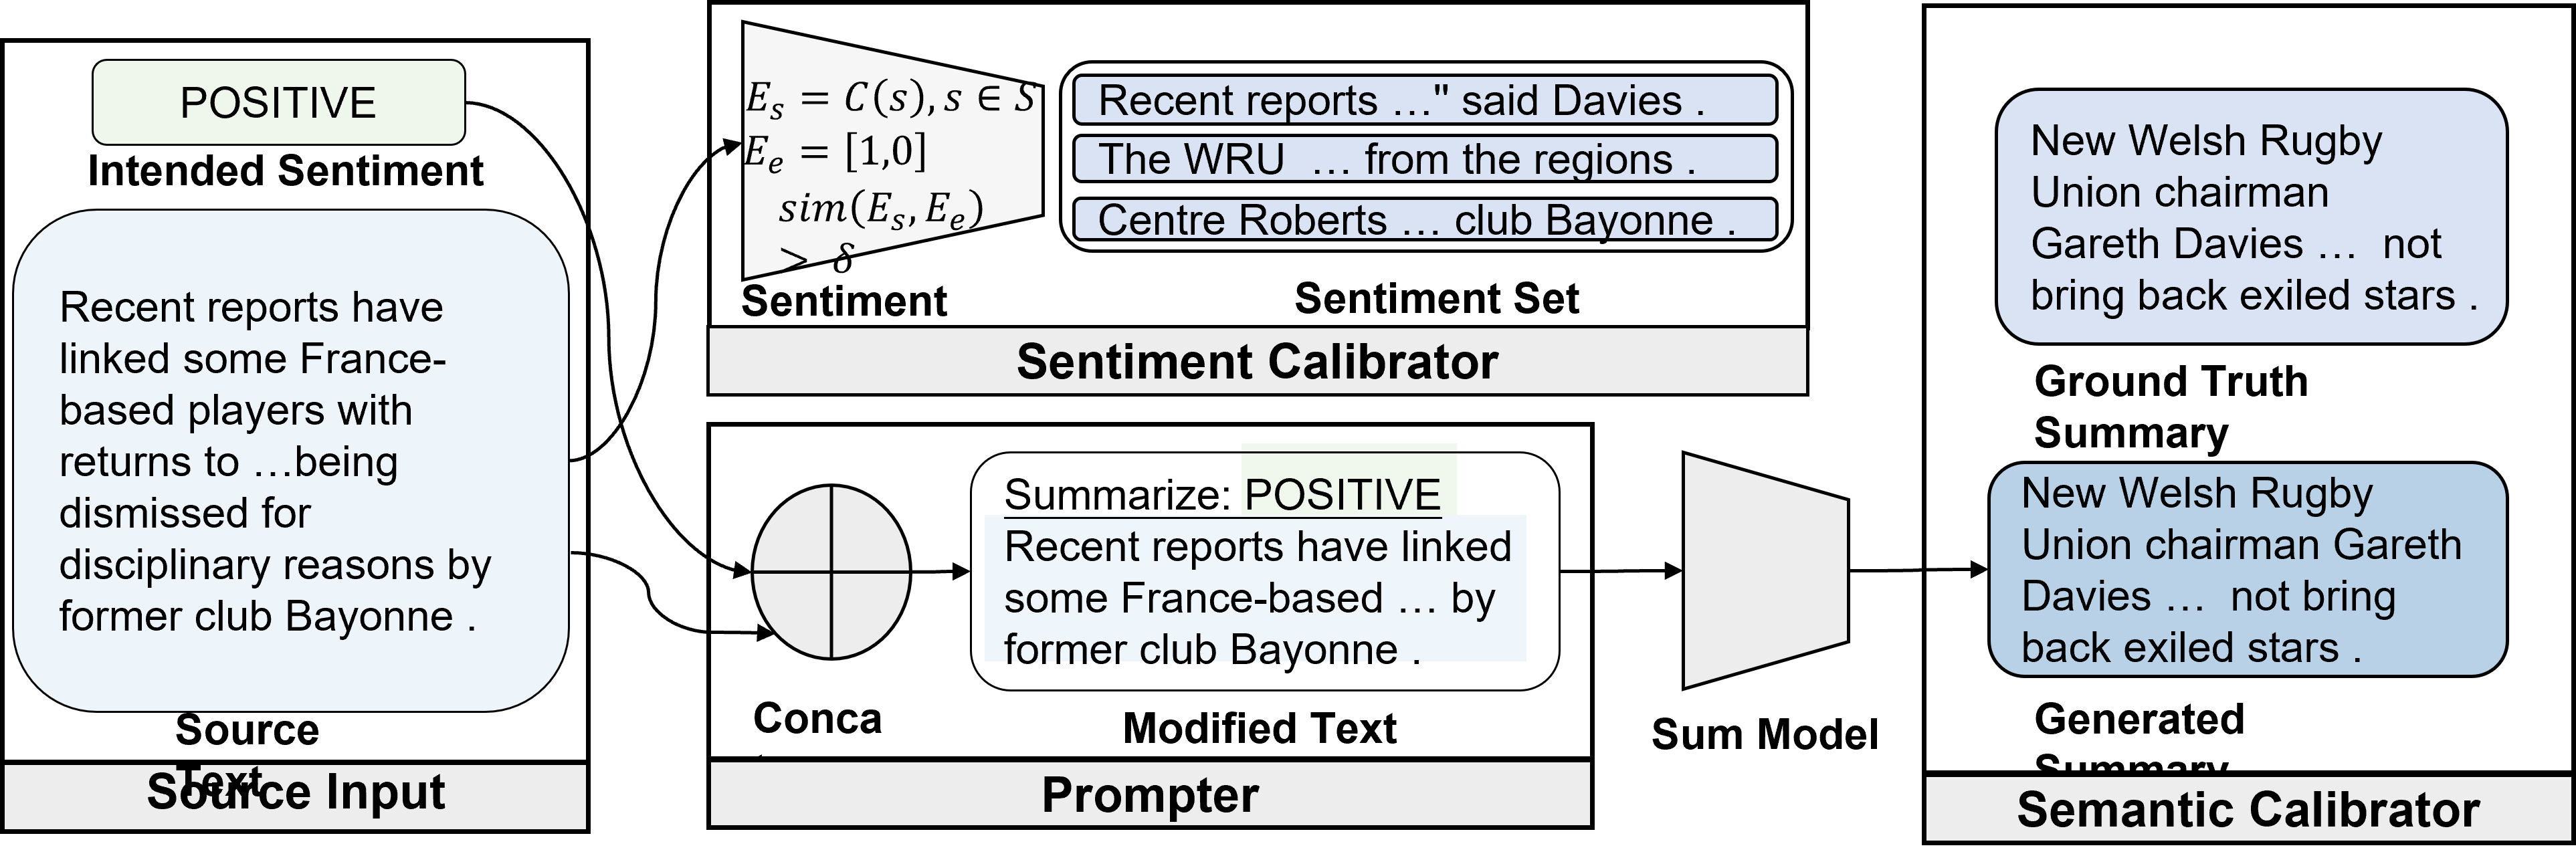 POSITIVE
Intended Sentiment
Recent reports have
linked some France-
based players with
returns to …being
dismissed for
disciplinary reasons by
former club Bayonne .
Source
Text
Source Input
E_s = C(s), s ∈ S
E_e = [1,0]
sim(E_s, E_e)
> δ
Sentiment
Recent reports …" said Davies .
The WRU … from the regions .
Centre Roberts … club Bayonne .
Sentiment Set
Sentiment Calibrator
Conca
Summarize: POSITIVE
Recent reports have linked
some France-based … by
former club Bayonne .
Modified Text
Prompter
Sum Model
New Welsh Rugby
Union chairman
Gareth Davies … not
bring back exiled stars .
Ground Truth
Summary
New Welsh Rugby
Union chairman Gareth
Davies … not bring
back exiled stars .
Generated
Summary
Semantic Calibrator